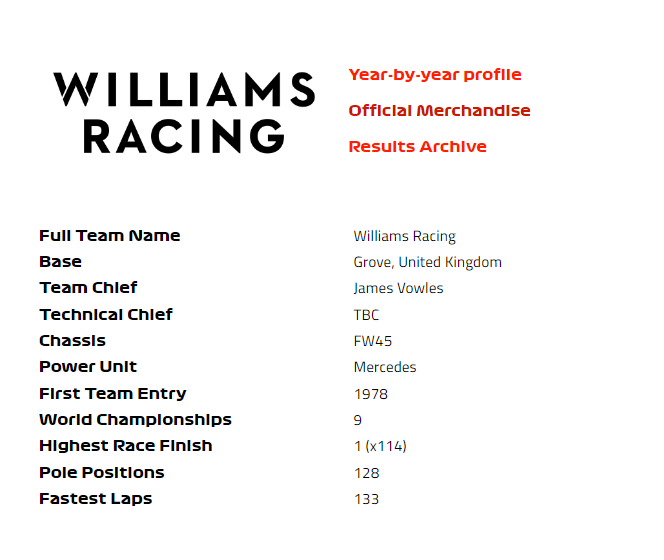 WILLIAMS
RACING
Year-by-year profile
Official Merchandise
Results Archive
Full Team Name Williams Racing
Base Grove, United Kingdom
Team Chief James Vowles
Technical Chief TBC
Chassis FW45
Power Unit Mercedes
First Team Entry 1978
World Championships 9
Highest Race Finish 1 (x114)
Pole Positions 128
Fastest Laps 133